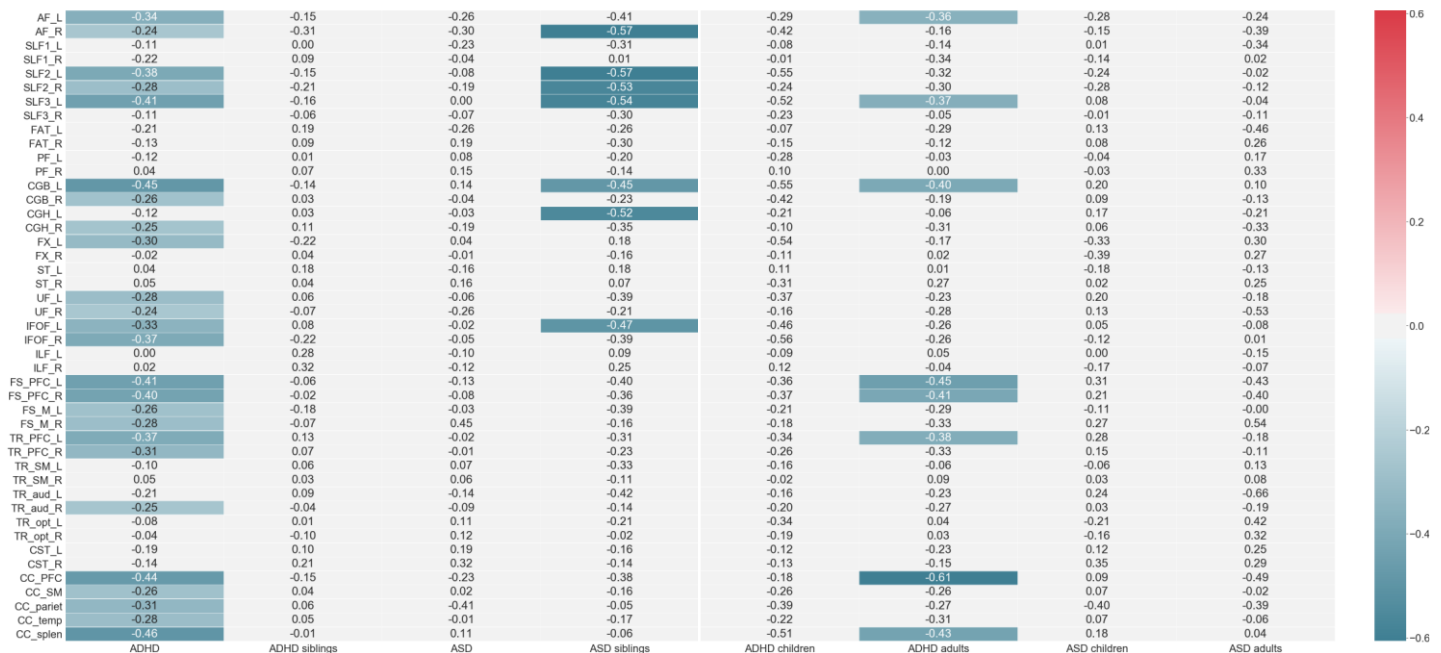 AF_L -0.34 -0.15 -0.26 -0.41 -0.29 -0.36 -0.28 -0.24
AF_R -0.24 -0.31 -0.30 -0.57 -0.42 -0.16 -0.15 -0.39
SLF1_L -0.11 0.00 -0.23 -0.31 -0.08 -0.14 0.01 -0.34
SLF1_R -0.22 0.09 -0.04 0.01 -0.01 -0.34 -0.14 0.02
SLF2_L -0.38 -0.15 -0.08 -0.57 -0.55 -0.32 -0.24 -0.02
SLF2_R -0.28 -0.21 -0.19 -0.53 -0.24 -0.30 -0.28 -0.12
SLF3_L -0.41 -0.16 0.00 -0.54 -0.52 -0.37 0.08 -0.04
SLF3_R -0.11 -0.06 -0.07 -0.30 -0.23 -0.05 -0.01 -0.11
FAT_L -0.21 0.19 -0.26 -0.26 -0.07 -0.29 0.13 -0.46
FAT_R -0.13 0.09 0.19 -0.30 -0.15 -0.12 0.08 0.26
PF_L -0.12 0.01 0.08 -0.20 -0.28 -0.03 -0.04 0.17
PF_R 0.04 0.07 0.15 -0.14 0.10 0.00 -0.03 0.33
CGB_L -0.45 -0.14 0.14 -0.45 -0.55 -0.40 0.20 0.10
CGB_R -0.26 0.03 -0.04 -0.23 -0.42 -0.19 0.09 -0.13
CGH_L -0.12 0.03 -0.03 -0.52 -0.21 -0.06 0.17 -0.21
CGH_R -0.25 0.11 -0.19 -0.35 -0.10 -0.31 0.06 -0.33
FX_L -0.30 -0.22 0.04 0.18 -0.54 -0.17 -0.33 0.30
FX_R -0.02 0.04 -0.01 -0.16 -0.11 0.02 -0.39 0.27
ST_L 0.04 0.18 -0.16 0.18 0.11 0.01 -0.18 -0.13
ST_R 0.05 0.04 0.16 0.07 -0.31 0.27 0.02 0.25
UF_L -0.28 0.06 -0.06 -0.39 -0.37 -0.23 0.20 -0.18
UF_R -0.24 -0.07 -0.26 -0.21 -0.16 -0.28 0.13 -0.53
IFOF_L -0.33 0.08 -0.02 -0.47 -0.46 -0.26 0.05 -0.08
IFOF_R -0.37 -0.22 -0.05 -0.39 -0.56 -0.26 -0.12 0.01
ILF_L 0.00 0.28 -0.10 0.09 -0.09 0.05 0.00 -0.15
ILF_R 0.02 0.32 -0.12 0.25 0.12 -0.04 -0.17 -0.07
FS_PFC_L -0.41 -0.06 -0.13 -0.40 -0.36 -0.45 0.31 -0.43
FS_PFC_R -0.40 -0.02 -0.08 -0.36 -0.37 -0.41 0.21 -0.40
FS_M_L -0.26 -0.18 -0.03 -0.39 -0.21 -0.29 -0.11 -0.00
FS_M_R -0.28 -0.07 0.45 -0.16 -0.18 -0.33 0.27 0.54
TR_PFC_L -0.37 0.13 -0.02 -0.31 -0.34 -0.38 0.28 -0.18
TR_PFC_R -0.31 0.07 -0.01 -0.23 -0.26 -0.33 0.15 -0.11
TR_SM_L -0.10 0.06 0.07 -0.33 -0.16 -0.06 -0.06 0.13
TR_SM_R 0.05 0.03 0.06 -0.11 -0.02 0.09 0.03 0.08
TR_aud_L -0.21 0.09 -0.14 -0.42 -0.16 -0.23 0.24 -0.66
TR_aud_R -0.25 -0.04 -0.09 -0.14 -0.20 -0.27 0.03 -0.19
TR_opt_L -0.08 0.01 0.11 -0.21 -0.34 0.04 -0.21 0.42
TR_opt_R -0.04 -0.10 0.12 -0.02 -0.19 0.03 -0.16 0.32
CST_L -0.19 0.10 0.19 -0.16 -0.12 -0.23 0.12 0.25
CST_R -0.14 0.21 0.32 -0.14 -0.13 -0.15 0.35 0.29
CC_PFC -0.44 -0.15 -0.23 -0.38 -0.18 -0.61 0.09 -0.49
CC_SM -0.26 0.04 0.02 -0.16 -0.26 -0.26 0.07 -0.02
CC_pariet -0.31 0.06 -0.41 -0.05 -0.39 -0.27 -0.40 -0.39
CC_temp -0.28 0.05 -0.01 -0.17 -0.22 -0.31 0.07 -0.06
CC_splen -0.46 -0.01 0.11 -0.06 -0.51 -0.43 0.18 0.04
ADHD ADHD siblings ASD ASD siblings ADHD children ADHD adults ASD children ASD adults
0.6
0.4
0.2
0.0
−0.2
−0.4
−0.6